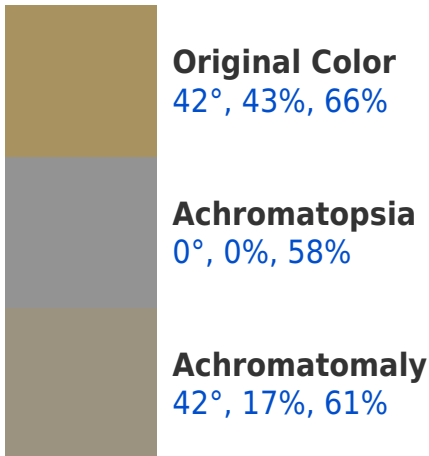 Original Color
42°, 43%, 66%
Achromatopsia
0°, 0%, 58%
Achromatomaly
42°, 17%, 61%